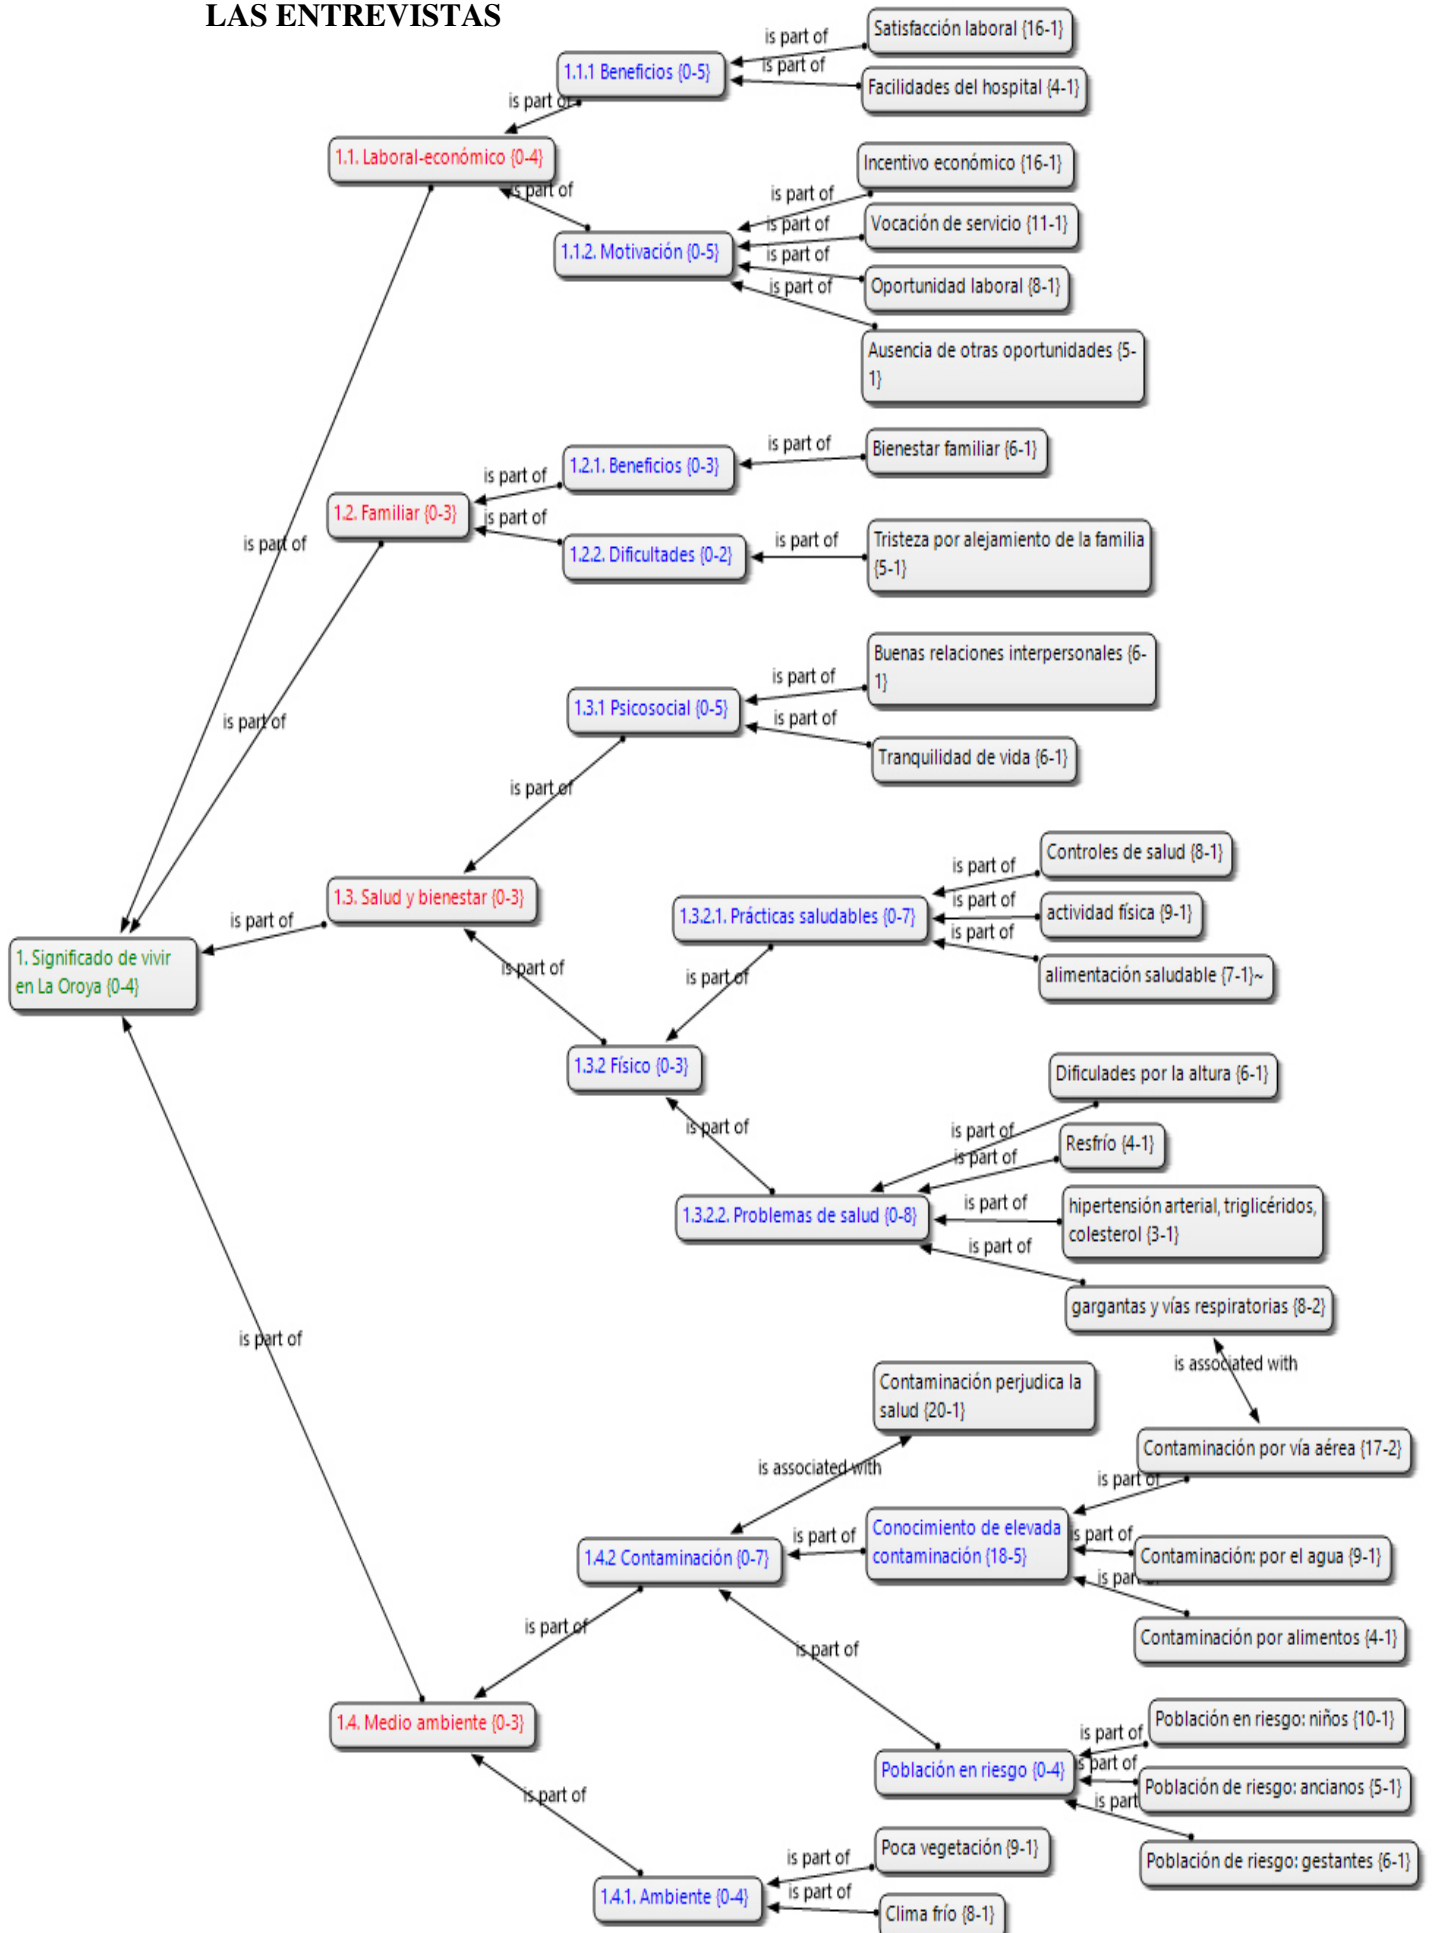 LAS ENTREVISTAS
Satisfacción laboral {16-1}
is part of
1.1.1 Beneficios {0-5}
is part of
Facilidades del hospital {4-1}
is part of
1.1. Laboral-económico {0-4}
Incentivo económico {16-1}
is part of
is part of
Vocación de servicio {11-1}
is part of
1.1.2. Motivación {0-5}
is part of
Oportunidad laboral {8-1}
is part of
Ausencia de otras oportunidades {5-
1}
is part of
Bienestar familiar {6-1}
1.2.1. Beneficios {0-3}
is part of
1.2. Familiar {0-3}
is part of
is part of
Tristeza por alejamiento de la familia
{5-1}
is part of
1.2.2. Dificultades {0-2}
is part of
Buenas relaciones interpersonales {6-
1}
is part of
1.3.1 Psicosocial {0-5}
is part of
is part of
Tranquilidad de vida {6-1}
is part of
Controles de salud {8-1}
is part of
1.3. Salud y bienestar {0-3}
is part of
1.3.2.1. Prácticas saludables {0-7}
is part of
actividad física {9-1}
is part of
1. Significado de vivir
en La Oroya {0-4}
is part of
is part of
alimentación saludable {7-1}~
1.3.2 Físico {0-3}
Dificulades por la altura {6-1}
is part of
is part of
Resfrío {4-1}
is part of
1.3.2.2. Problemas de salud {0-8}
is part of
hipertensión arterial, triglicéridos,
colesterol {3-1}
is part of
gargantas y vías respiratorias {8-2}
is part of
is associated with
Contaminación perjudica la
salud {20-1}
Contaminación por vía aérea {17-2}
is associated with
is part of
Conocimiento de elevada
contaminación {18-5}
is part of
is part of
1.4.2 Contaminación {0-7}
Contaminación: por el agua {9-1}
is part of
is part of
Contaminación por alimentos {4-1}
is part of
1.4. Medio ambiente {0-3}
Población en riesgo: niños {10-1}
is part of
Población en riesgo {0-4}
is part of
Población de riesgo: ancianos {5-1}
is part of
is part
Poca vegetación {9-1}
Población de riesgo: gestantes {6-1}
is part of
1.4.1. Ambiente {0-4}
is part of
Clima frío {8-1}